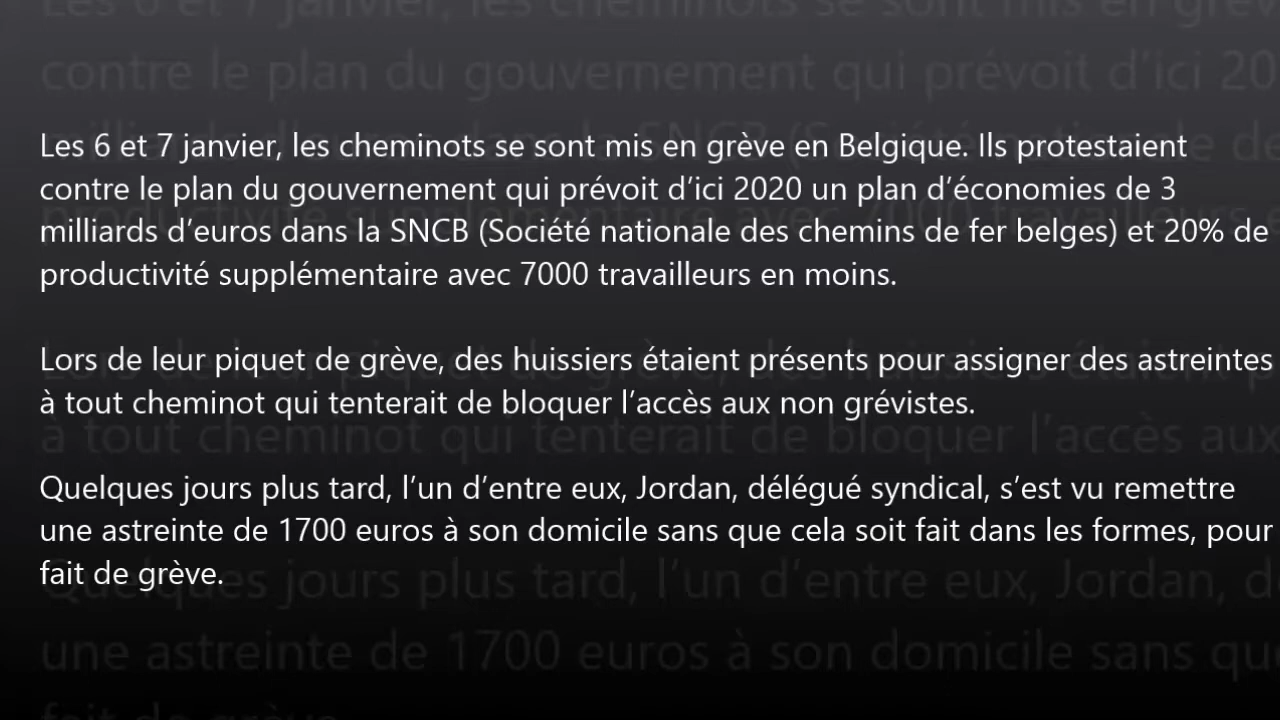 Les 6 et 7 janvier, les cheminots se sont mis en grève en Belgique. Ils protestaient
contre le plan du gouvernement qui prévoit d’ici 2020 un plan d’économies de 3
milliards d’euros dans la SNCB (Société nationale des chemins de fer belges) et 20% de
productivité supplémentaire avec 7000 travailleurs en moins.
Lors de leur piquet de grève, des huissiers étaient présents pour assigner des astreintes
à tout cheminot qui tenterait de bloquer l’accès aux non grévistes.
Quelques jours plus tard, l’un d’entre eux, Jordan, délégué syndical, s’est vu remettre
une astreinte de 1700 euros à son domicile sans que cela soit fait dans les formes, pour
fait de grève.